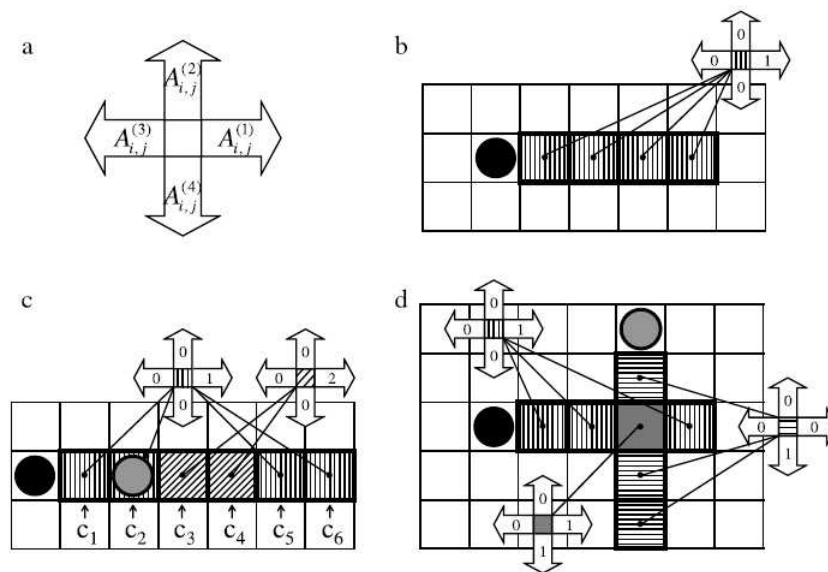 a
A_{i,j}^{(2)}
A_{i,j}^{(3)} A_{i,j}^{(1)}
A_{i,j}^{(4)}
b
0
0 1
0
c
0
0 1
0
0
0 2
0
c₁ c₂ c₃ c₄ c₅ c₆
d
0
0 1
0
0
0 0
1
0
0 1
1